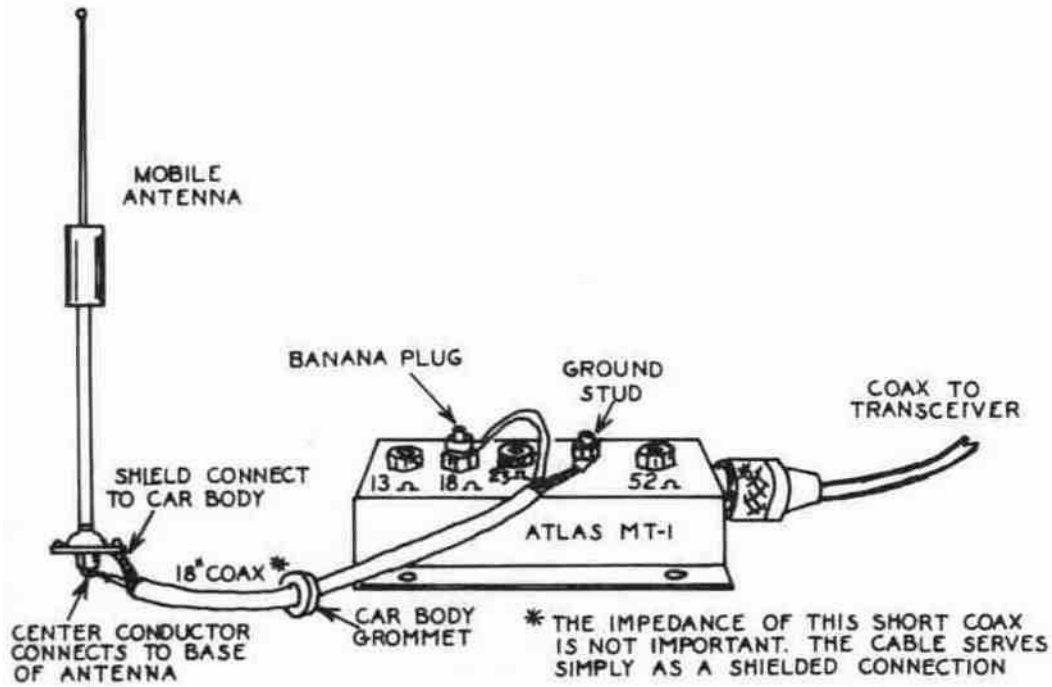 MOBILE
ANTENNA
BANANA PLUG
GROUND
STUD
COAX TO
TRANSCEIVER
SHIELD CONNECT
TO CAR BODY
13 Ω
18 Ω
23 Ω
52 Ω
ATLAS MT-1
18" COAX *
CAR BODY
GROMMET
CENTER CONDUCTOR
CONNECTS TO BASE
OF ANTENNA
* THE IMPEDANCE OF THIS SHORT COAX
IS NOT IMPORTANT. THE CABLE SERVES
SIMPLY AS A SHIELDED CONNECTION